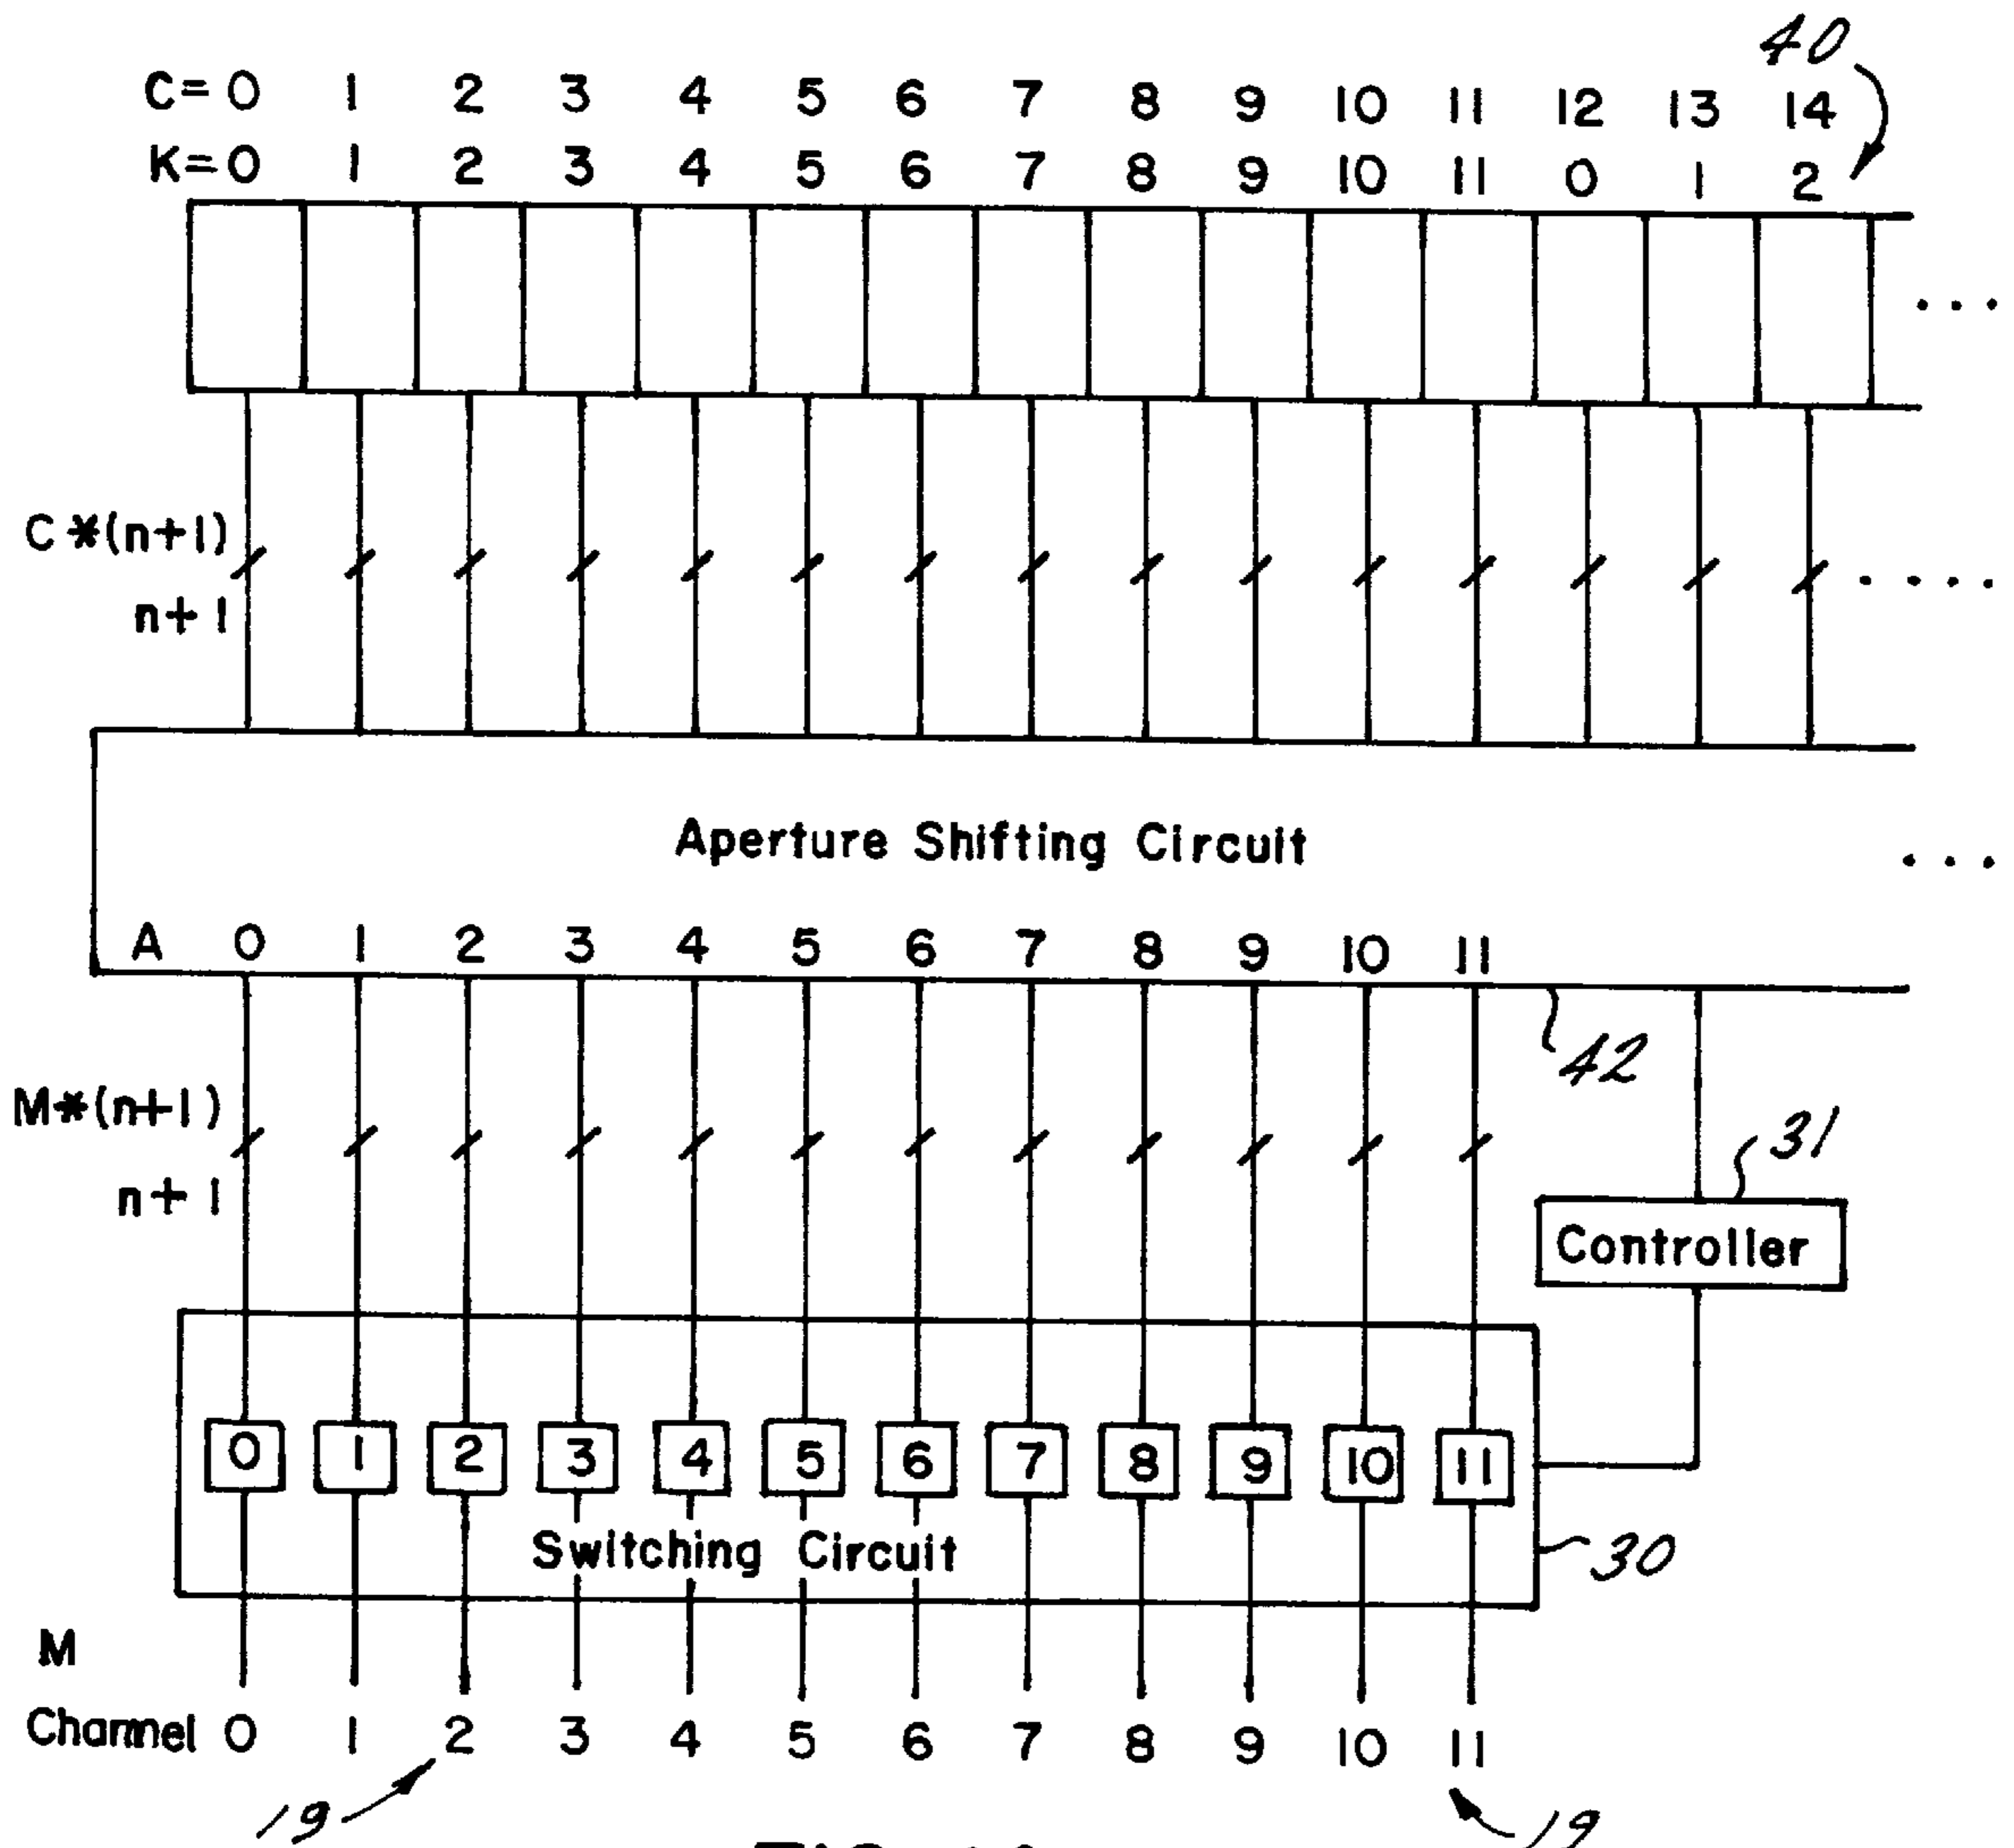 40
C= 0 1 2 3 4 5 6 7 8 9 10 11 12 13 14
K= 0 1 2 3 4 5 6 7 8 9 10 11 0 1 2
...
C*(n+1)
n+1
....
Aperture Shifting Circuit
...
A 0 1 2 3 4 5 6 7 8 9 10 11
42
M*(n+1)
n+1
31
Controller
0 1 2 3 4 5 6 7 8 9 10 11
Switching Circuit
30
M
Channel 0 1 2 3 4 5 6 7 8 9 10 11
19 19